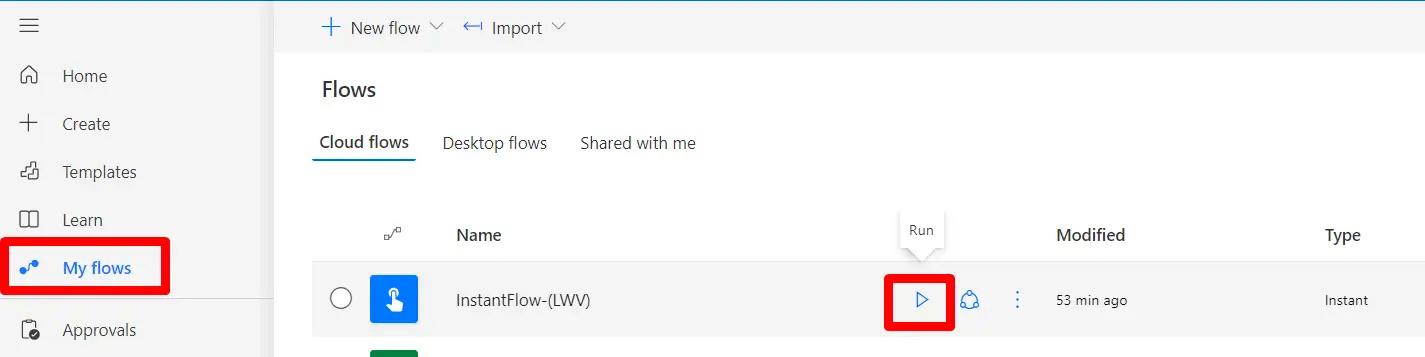 New flow Import
Home
Create
Templates
Learn
My flows
Approvals
Flows
Cloud flows Desktop flows Shared with me
Run
Name Modified Type
InstantFlow-(LWV) 53 min ago Instant